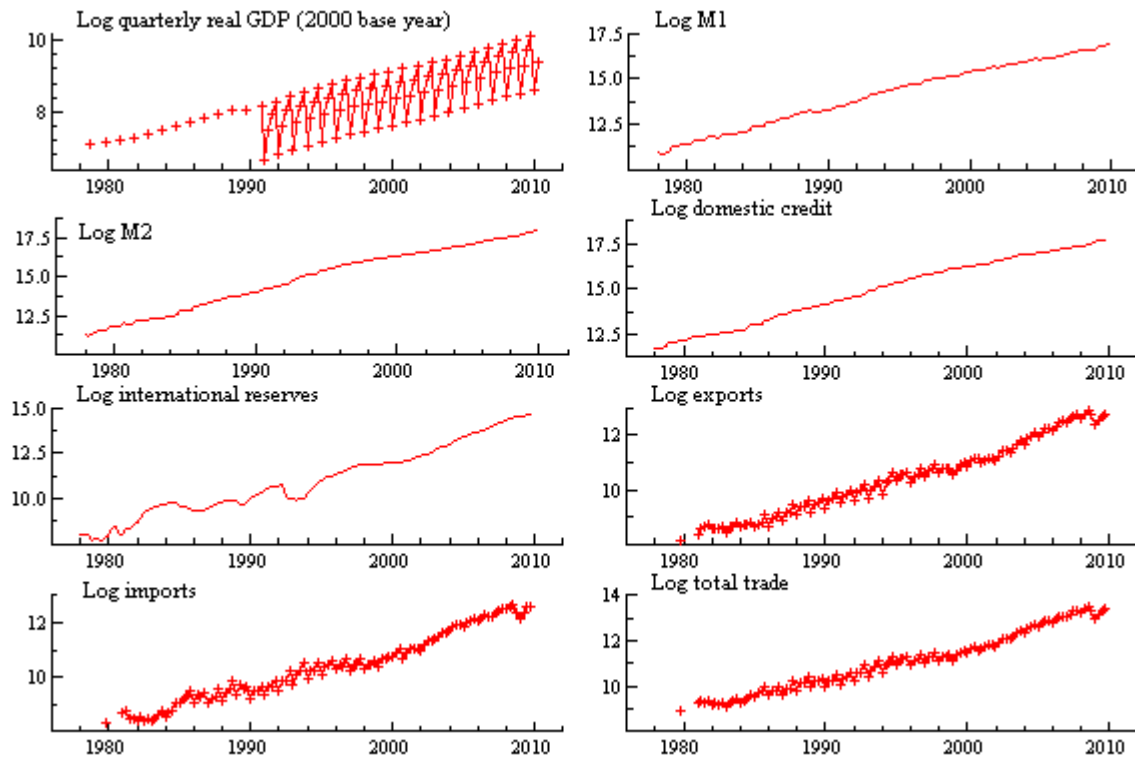 Log quarterly real GDP (2000 base year)
10
8
1980 1990 2000 2010
Log M1
17.5
15.0
12.5
1980 1990 2000 2010
Log M2
17.5
15.0
12.5
1980 1990 2000 2010
Log domestic credit
17.5
15.0
12.5
1980 1990 2000 2010
Log international reserves
15.0
12.5
10.0
1980 1990 2000 2010
Log exports
12
10
1980 1990 2000 2010
Log imports
12
10
1980 1990 2000 2010
Log total trade
14
12
10
1980 1990 2000 2010